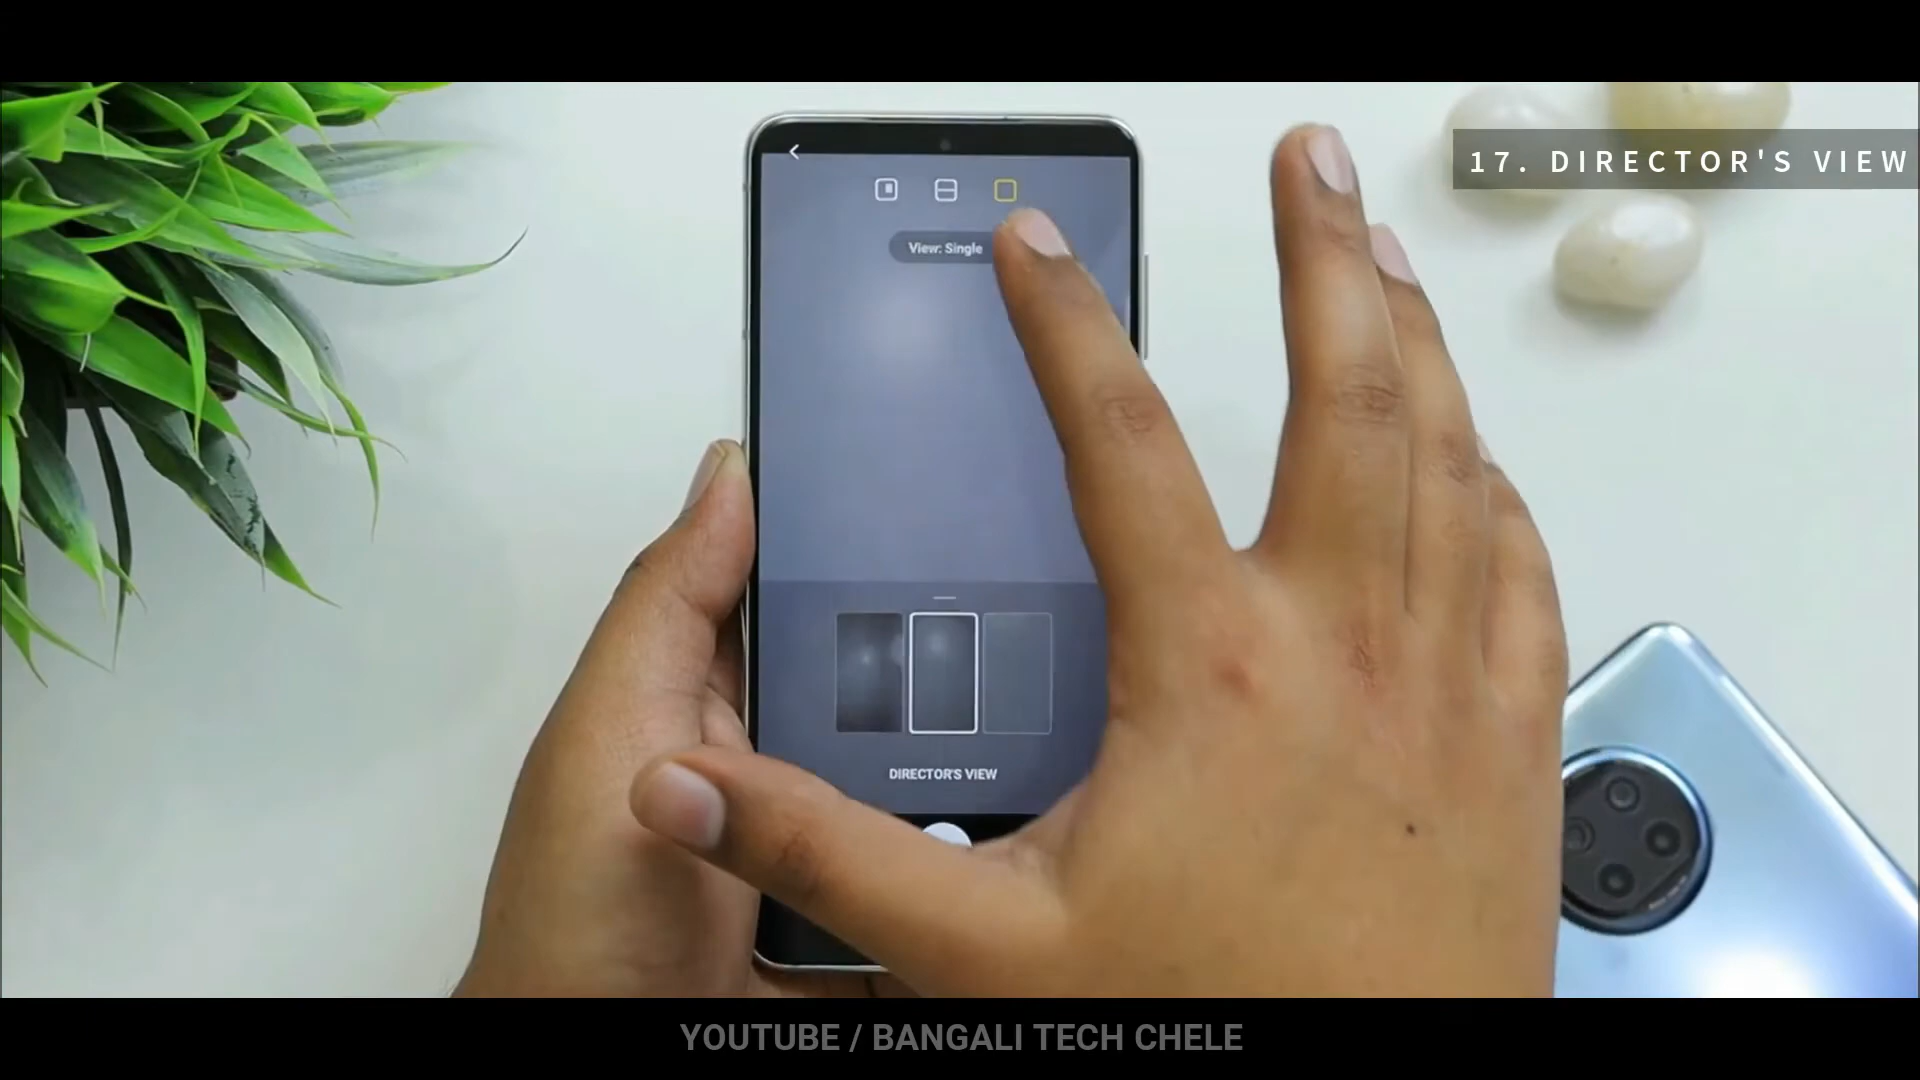 17. DIRECTOR'S VIEW
View: Single
DIRECTOR'S VIEW
YOUTUBE / BANGALI TECH CHELE